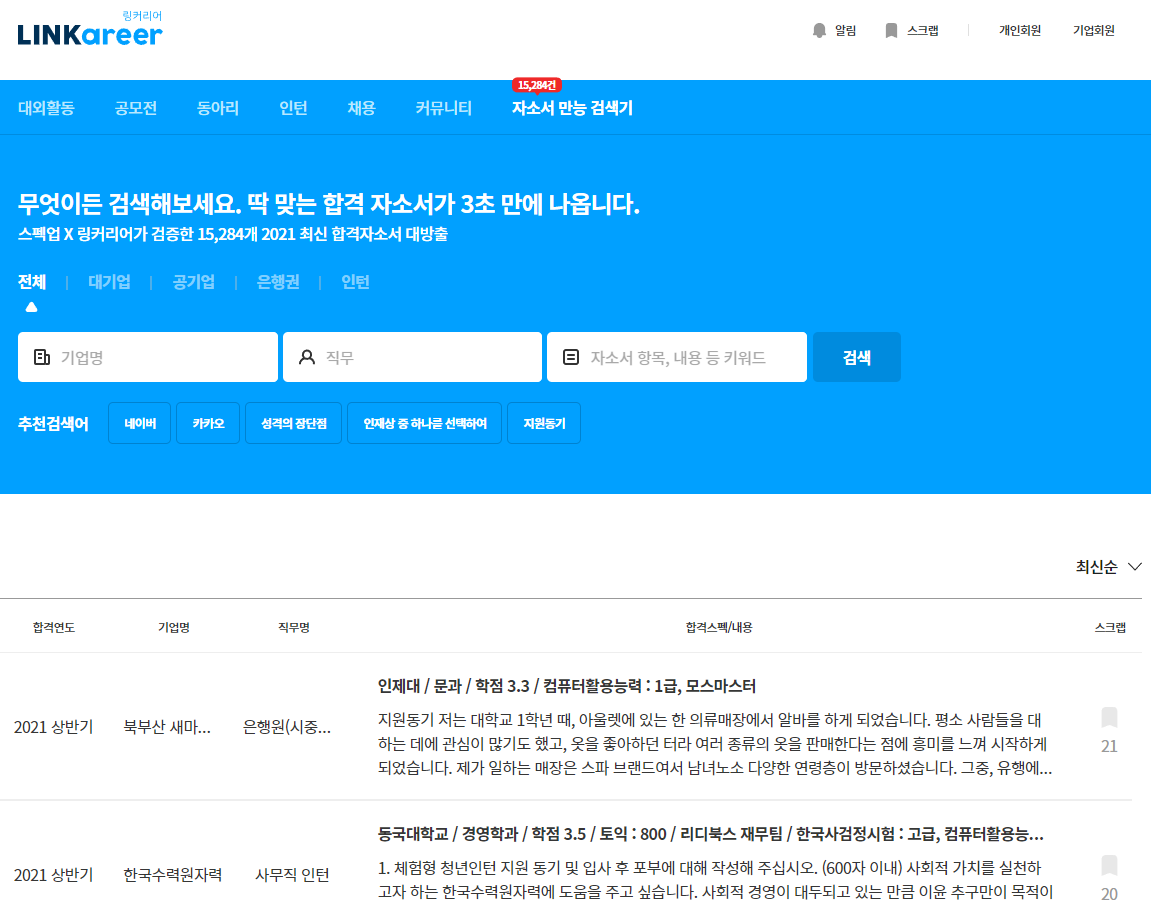 링커리어
LINKareer
알림 스크랩 개인회원 기업회원
15,284건
대외활동 공모전 동아리 인턴 채용 커뮤니티 자소서 만능 검색기
무엇이든 검색해보세요. 딱 맞는 합격 자소서가 3초 만에 나옵니다.
스펙업 X 링커리어가 검증한 15,284개 2021 최신 합격자소서 대방출
전체 | 대기업 | 공기업 | 은행권 | 인턴
기업명 직무 자소서 항목, 내용 등 키워드 검색
추천검색어 네이버 카카오 성격의 장단점 인재상 중 하나를 선택하여 지원동기
최신순
합격연도 기업명 직무명 합격스펙/내용 스크랩
인제대 / 문과 / 학점 3.3 / 컴퓨터활용능력 : 1급, 모스마스터
2021 상반기 북부산 새마... 은행원(시중...
지원동기 저는 대학교 1학년 때, 아울렛에 있는 한 의류매장에서 알바를 하게 되었습니다. 평소 사람들을 대
하는 데에 관심이 많기도 했고, 옷을 좋아하던 터라 여러 종류의 옷을 판매한다는 점에 흥미를 느껴 시작하게
되었습니다. 제가 일하는 매장은 스파 브랜드여서 남녀노소 다양한 연령층이 방문하셨습니다. 그중, 유행에...
21
동국대학교 / 경영학과 / 학점 3.5 / 토익 : 800 / 리디북스 재무팀 / 한국사검정시험 : 고급, 컴퓨터활용능...
2021 상반기 한국수력원자력 사무직 인턴
1. 체험형 청년인턴 지원 동기 및 입사 후 포부에 대해 작성해 주십시오. (600자 이내) 사회적 가치를 실천하
고자 하는 한국수력원자력에 도움을 주고 싶습니다. 사회적 경영이 대두되고 있는 만큼 이윤 추구만이 목적이
20